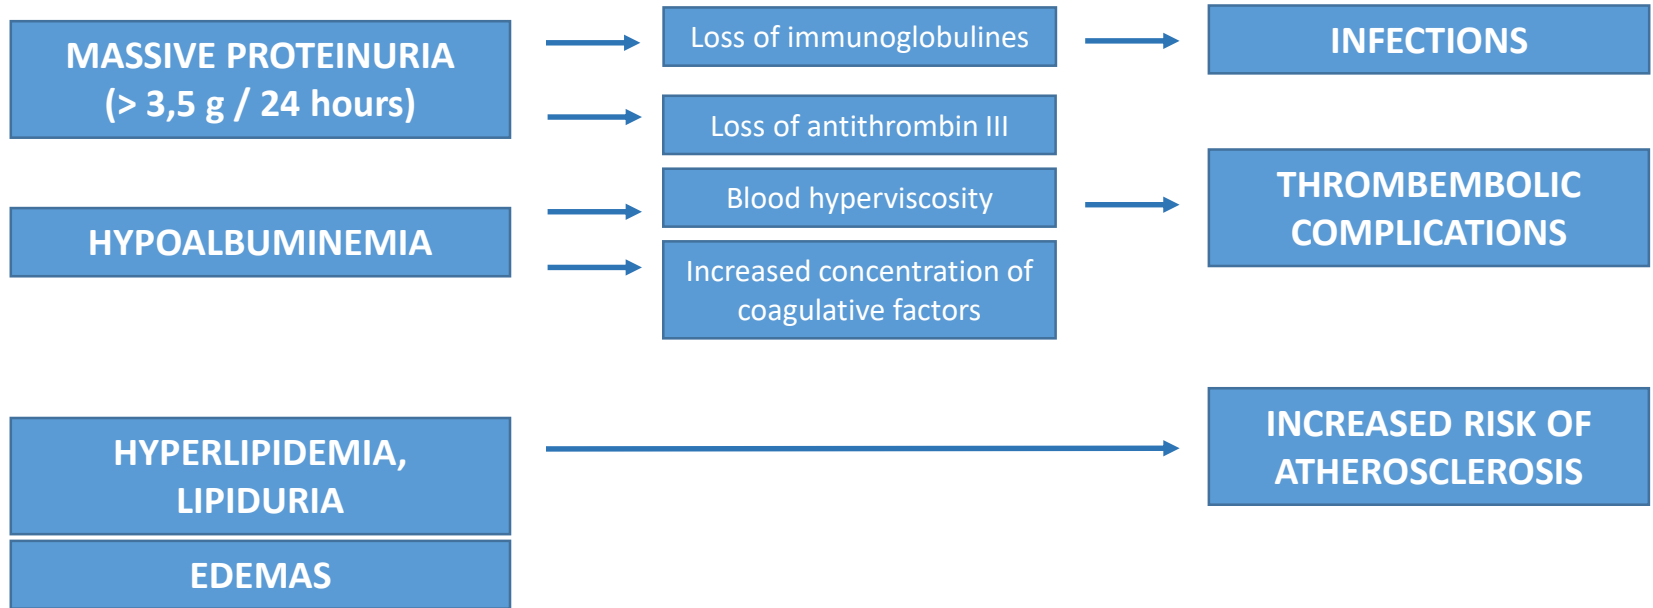 MASSIVE PROTEINURIA
(> 3,5 g / 24 hours)
Loss of immunoglobulines
INFECTIONS
Loss of antithrombin III
HYPOALBUMINEMIA
Blood hyperviscosity
Increased concentration of
coagulative factors
THROMBEMBOLIC
COMPLICATIONS
HYPERLIPIDEMIA,
LIPIDURIA
INCREASED RISK OF
ATHEROSCLEROSIS
EDEMAS